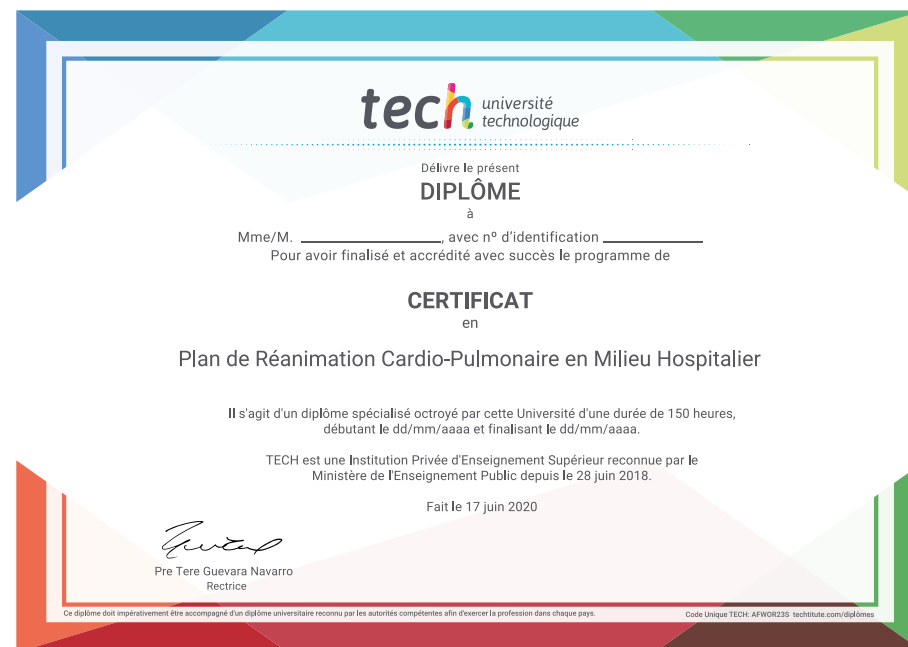 tech université
technologique
Délivre le présent
DIPLÔME
à
Mme/M. ____________________, avec nº d'identification ______________
Pour avoir finalisé et accrédité avec succès le programme de
CERTIFICAT
en
Plan de Réanimation Cardio-Pulmonaire en Milieu Hospitalier
Il s'agit d'un diplôme spécialisé octroyé par cette Université d'une durée de 150 heures,
débutant le dd/mm/aaaa et finalisant le dd/mm/aaaa.
TECH est une Institution Privée d'Enseignement Supérieur reconnue par le
Ministère de l'Enseignement Public depuis le 28 juin 2018.
Fait le 17 juin 2020
Pre Tere Guevara Navarro
Rectrice
Ce diplôme doit impérativement être accompagné d'un diplôme universitaire reconnu par les autorités compétentes afin d'exercer la profession dans chaque pays.
Code Unique TECH: AFWOR23S techtitute.com/diplômes